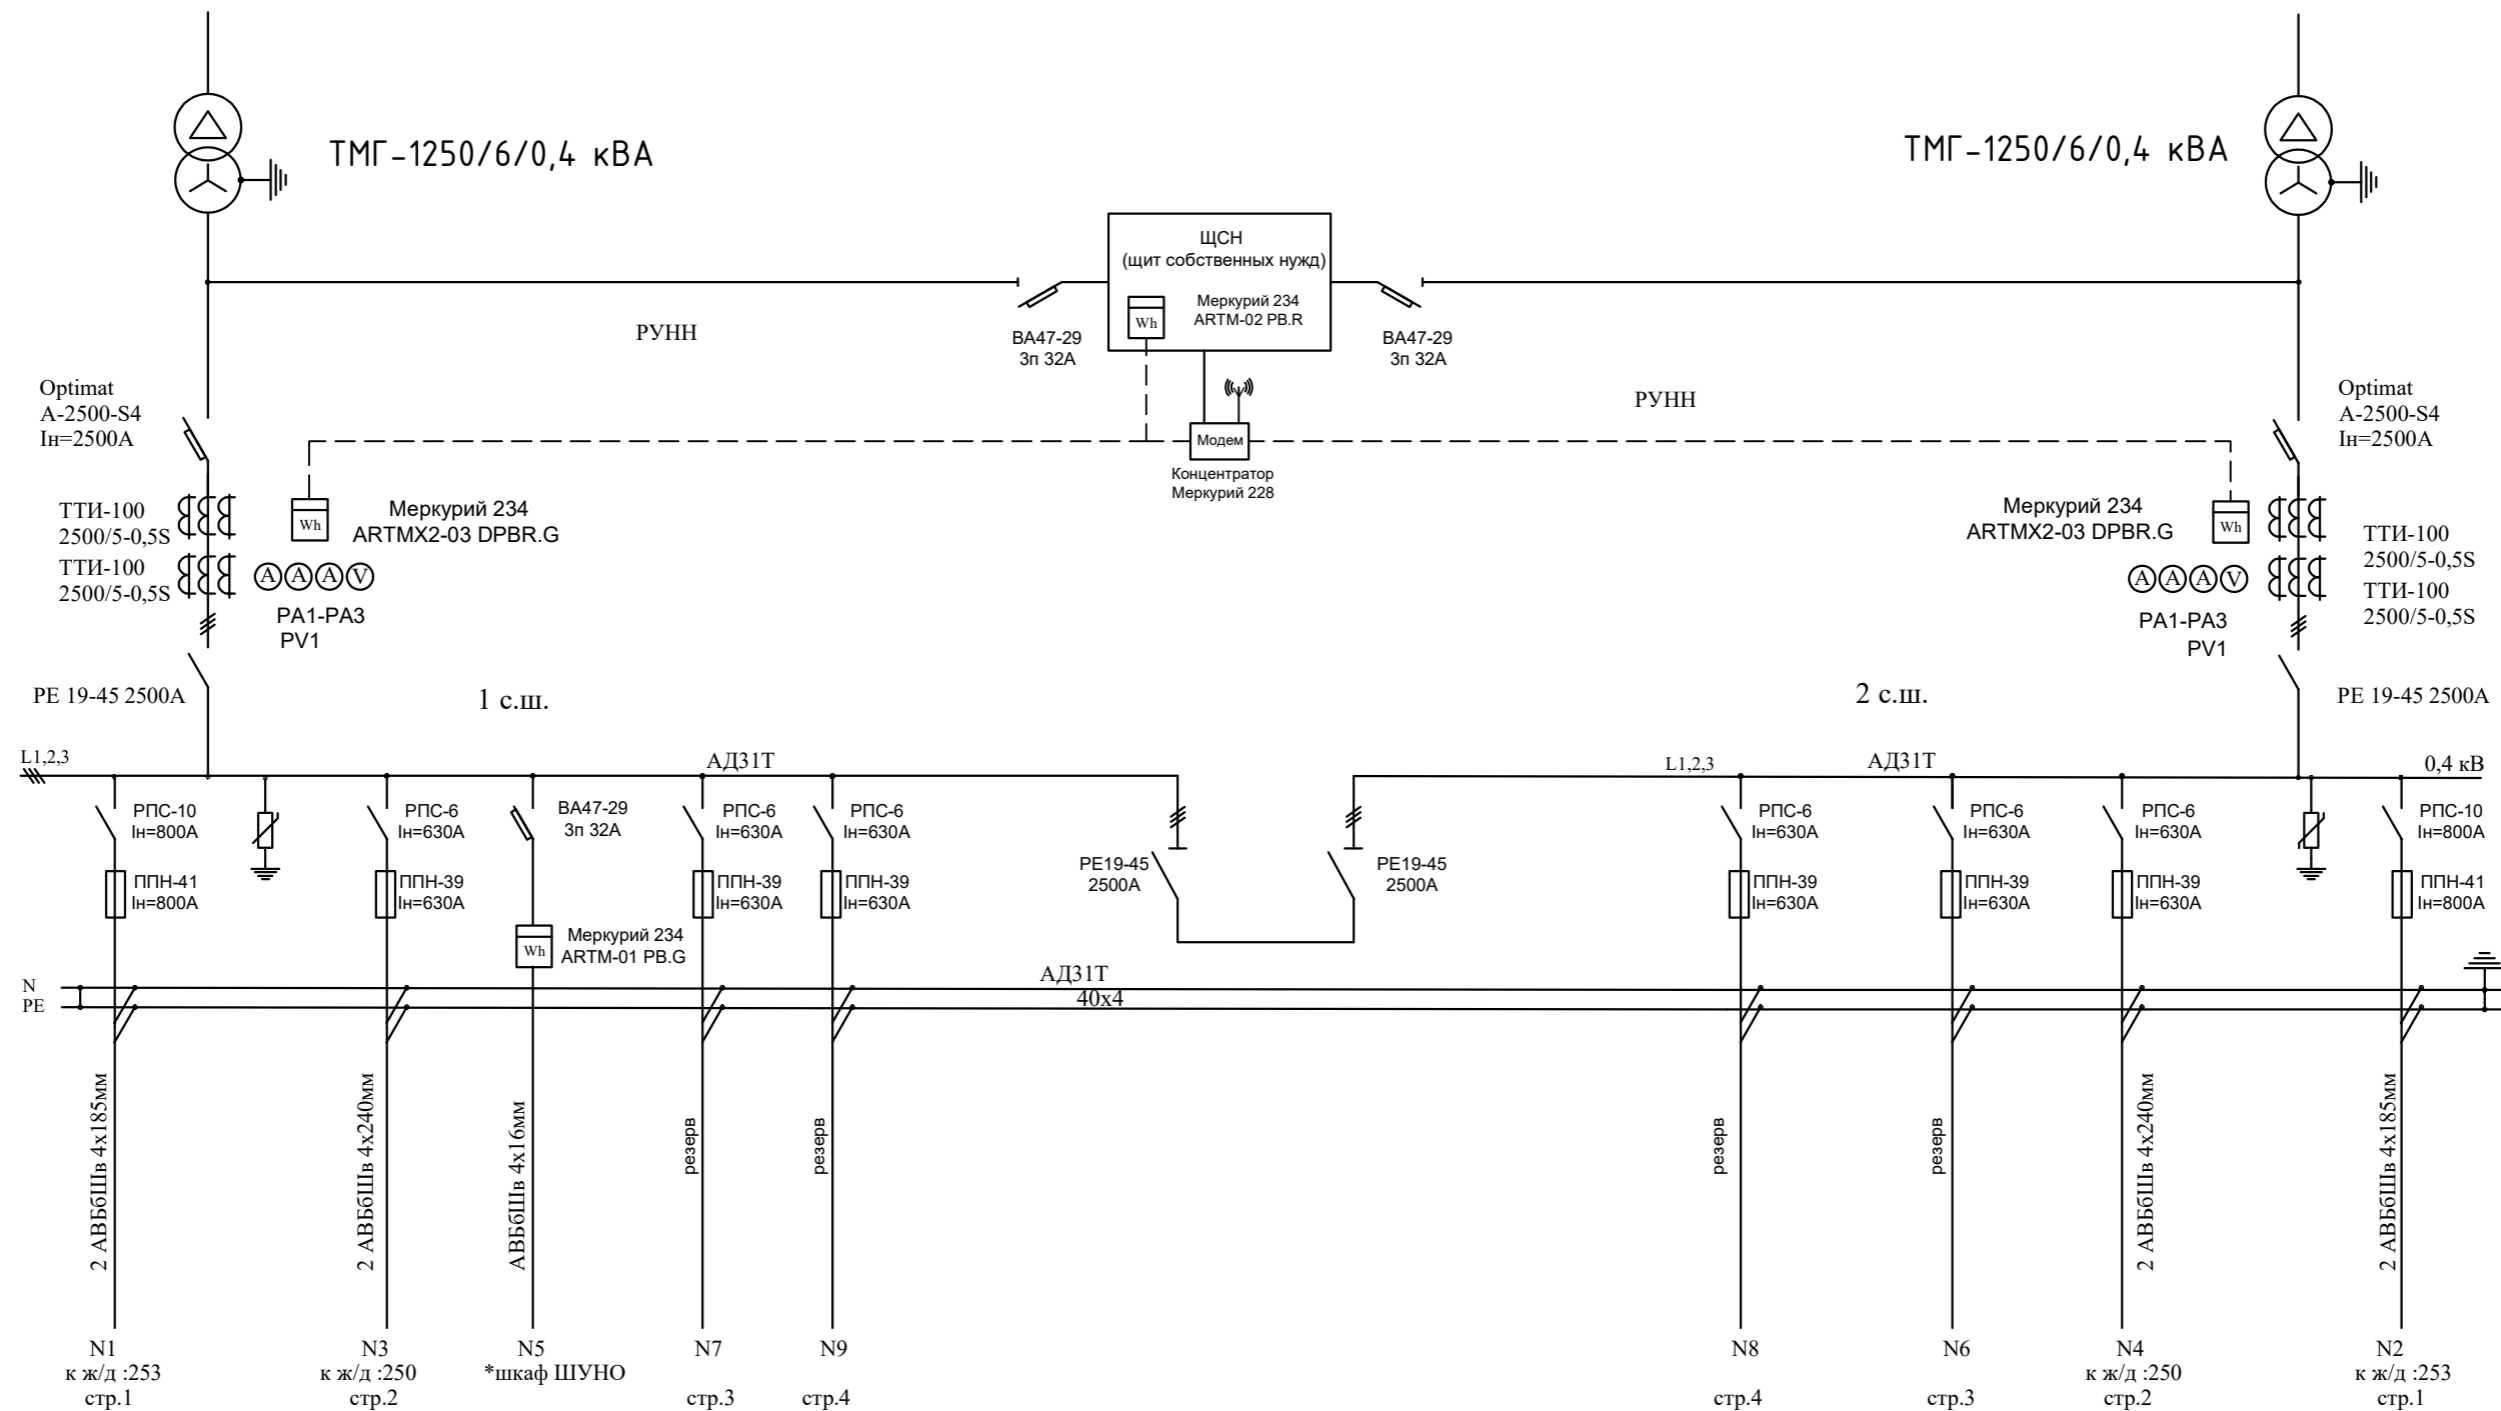 ТМГ-1250/6/0,4 кВА
ТМГ-1250/6/0,4 кВА
ЩСН
(щит собственных нужд)
Меркурий 234
ARTM-02 PB.R
Wh
ВА47-29
3п 32А
ВА47-29
3п 32А
РУНН
РУНН
Optimat
А-2500-S4
Iн=2500А
Optimat
А-2500-S4
Iн=2500А
Модем
Концентратор
Меркурий 228
ТТИ-100
2500/5-0,5S
ТТИ-100
2500/5-0,5S
Wh
Меркурий 234
ARTMX2-03 DPBR.G
A A A V
PA1-PA3
PV1
Меркурий 234
ARTMX2-03 DPBR.G
Wh
A A A V
PA1-PA3
PV1
ТТИ-100
2500/5-0,5S
ТТИ-100
2500/5-0,5S
РЕ 19-45 2500А
1 с.ш.
2 с.ш.
РЕ 19-45 2500А
L1,2,3
АД31Т
L1,2,3
АД31Т
0,4 кВ
РПС-10
Iн=800А
РПС-6
Iн=630А
ВА47-29
3п 32А
РПС-6
Iн=630А
РПС-6
Iн=630А
РПС-6
Iн=630А
РПС-6
Iн=630А
РПС-6
Iн=630А
РПС-10
Iн=800А
РЕ19-45
2500А
РЕ19-45
2500А
ППН-41
Iн=800А
ППН-39
Iн=630А
ППН-39
Iн=630А
ППН-39
Iн=630А
ППН-39
Iн=630А
ППН-39
Iн=630А
ППН-39
Iн=630А
ППН-41
Iн=800А
Wh
Меркурий 234
ARTM-01 PB.G
N
PE
АД31Т
40х4
2 АВБбШв 4х185мм
2 АВБбШв 4х240мм
АВБбШв 4х16мм
резерв
резерв
резерв
резерв
2 АВБбШв 4х240мм
2 АВБбШв 4х185мм
N1
к ж/д :253
стр.1
N3
к ж/д :250
стр.2
N5
*шкаф ШУНО
N7
стр.3
N9
стр.4
N8
стр.4
N6
стр.3
N4
к ж/д :250
стр.2
N2
к ж/д :253
стр.1